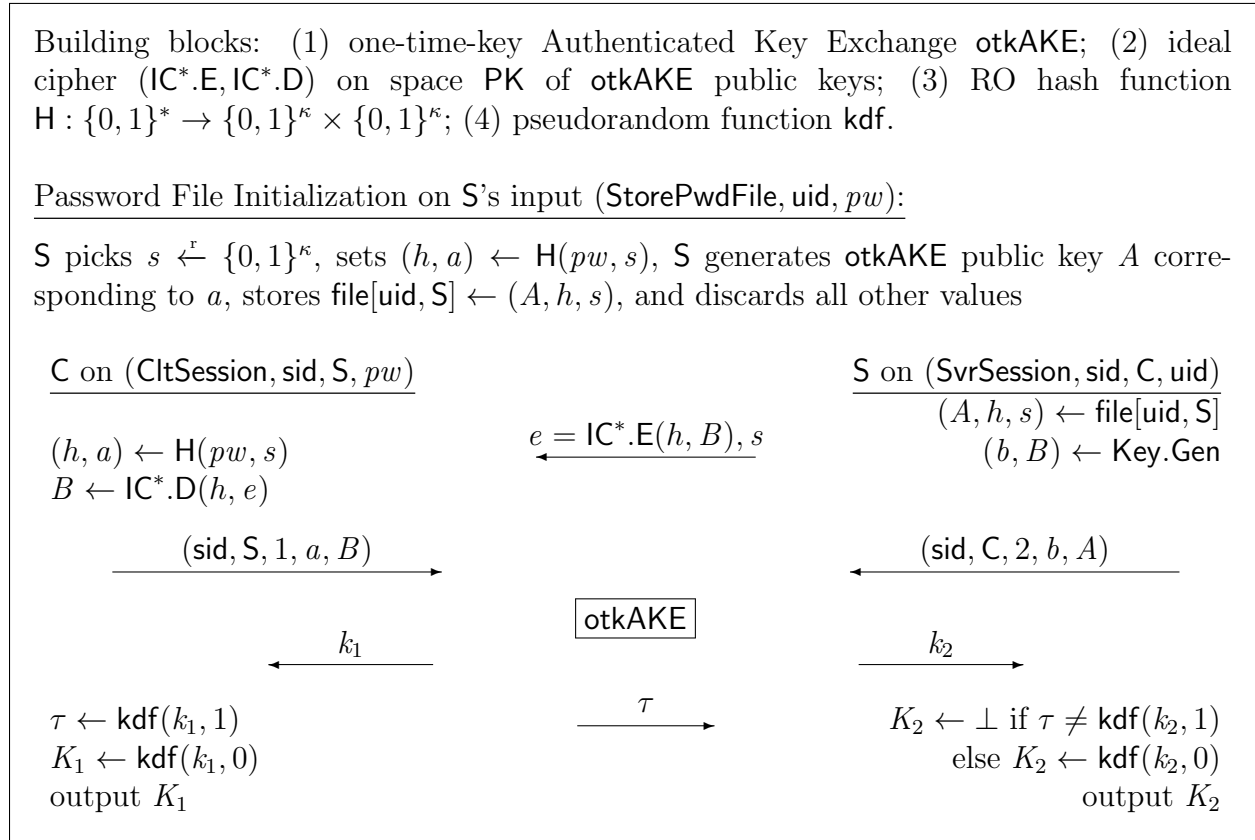 Building blocks: (1) one-time-key Authenticated Key Exchange otkAKE; (2) ideal
cipher (IC*.E, IC*.D) on space PK of otkAKE public keys; (3) RO hash function
H : {0, 1}* → {0, 1}^κ × {0, 1}^κ; (4) pseudorandom function kdf.
Password File Initialization on S's input (StorePwdFile, uid, pw):
S picks s ←r {0, 1}^κ, sets (h, a) ← H(pw, s), S generates otkAKE public key A corre-
sponding to a, stores file[uid, S] ← (A, h, s), and discards all other values
C on (CltSession, sid, S, pw)
S on (SvrSession, sid, C, uid)
(A, h, s) ← file[uid, S]
e = IC*.E(h, B), s
(h, a) ← H(pw, s)
(b, B) ← Key.Gen
B ← IC*.D(h, e)
(sid, S, 1, a, B)
(sid, C, 2, b, A)
otkAKE
k₁
k₂
τ
τ ← kdf(k₁, 1)
K₂ ← ⊥ if τ ≠ kdf(k₂, 1)
K₁ ← kdf(k₁, 0)
else K₂ ← kdf(k₂, 0)
output K₁
output K₂